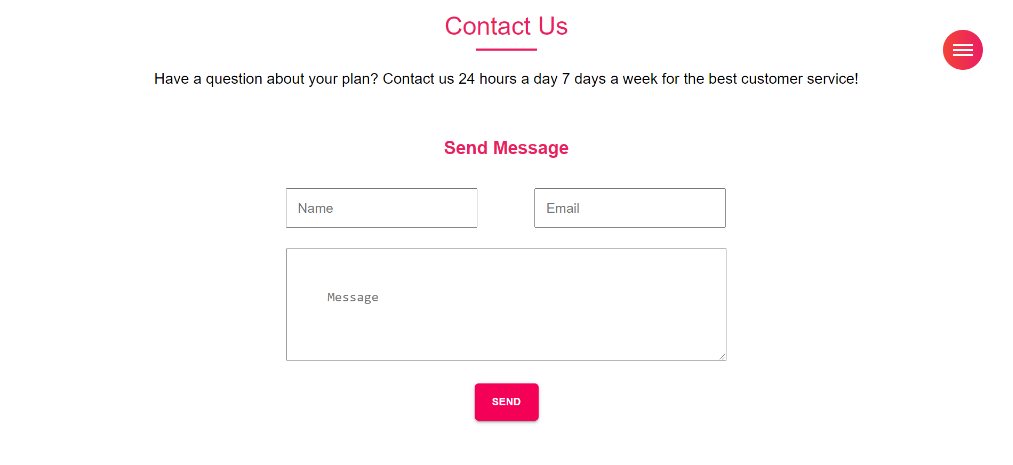 Contact Us
Have a question about your plan? Contact us 24 hours a day 7 days a week for the best customer service!
Send Message
Name
Email
Message
SEND